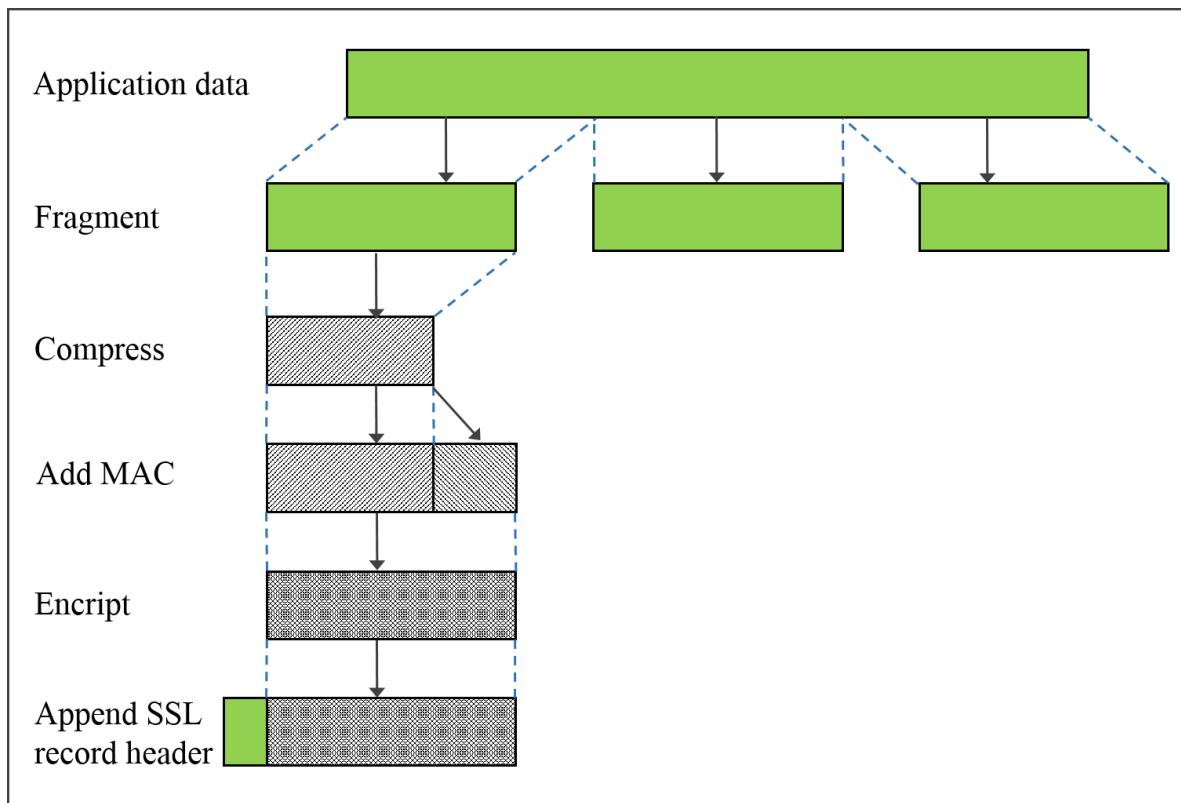 Application data
Fragment
Compress
Add MAC
Encript
Append SSL
record header